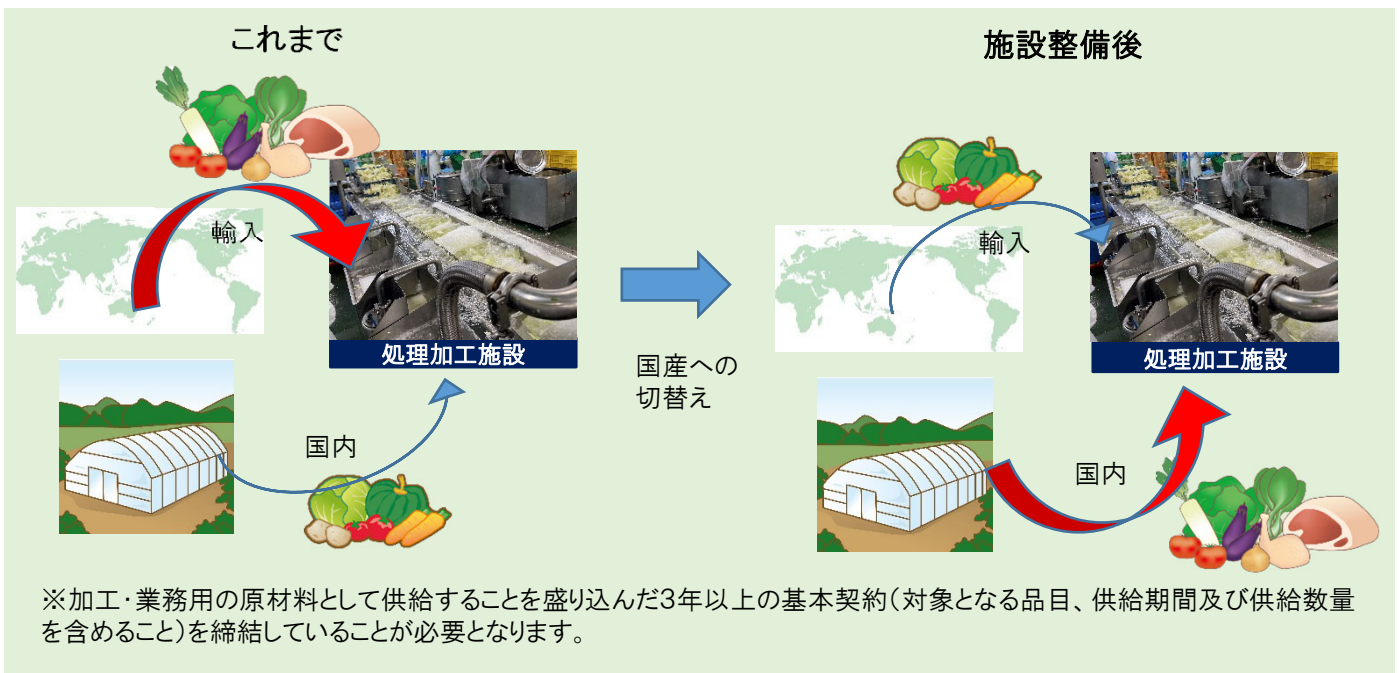 これまで
施設整備後
輸入
輸入
処理加工施設
処理加工施設
国産への
切替え
国内
国内
※加工・業務用の原材料として供給することを盛り込んだ3年以上の基本契約（対象となる品目、供給期間及び供給数量
を含めること）を締結していることが必要となります。